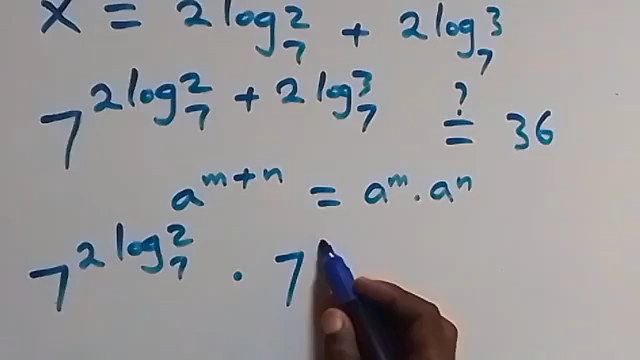 x = 2log₇² + 2log₇³
7^(2log₇² + 2log₇³) ≟ 36
a^(m+n) = a^m · a^n
7^(2log₇²) · 7